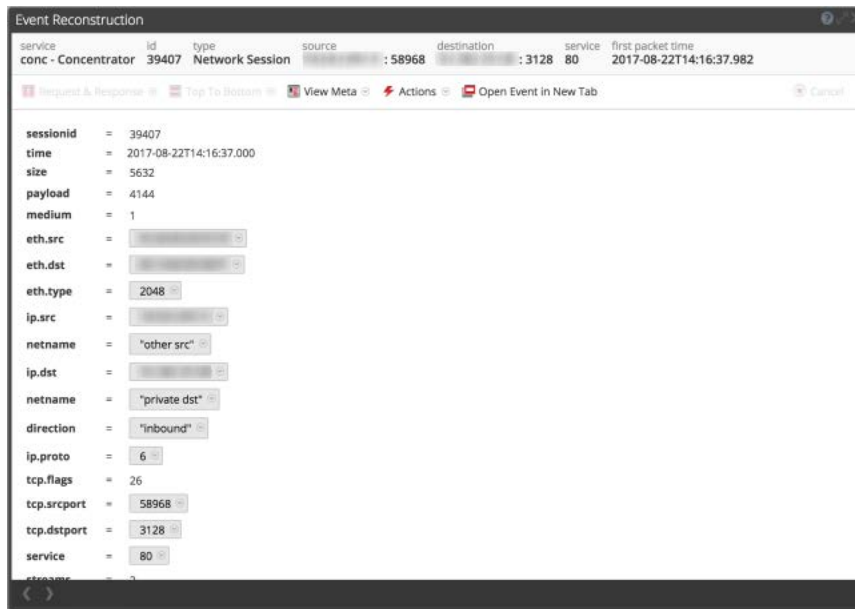 Event Reconstruction
service id type source destination service first packet time
conc - Concentrator 39407 Network Session : 58968 : 3128 80 2017-08-22T14:16:37.982
Request & Response Top To Bottom View Meta Actions Open Event in New Tab Cancel
sessionid = 39407
time = 2017-08-22T14:16:37.000
size = 5632
payload = 4144
medium = 1
eth.src =
eth.dst =
eth.type = 2048
ip.src =
netname = "other src"
ip.dst =
netname = "private dst"
direction = "inbound"
ip.proto = 6
tcp.flags = 26
tcp.srcport = 58968
tcp.dstport = 3128
service = 80
streams = 2